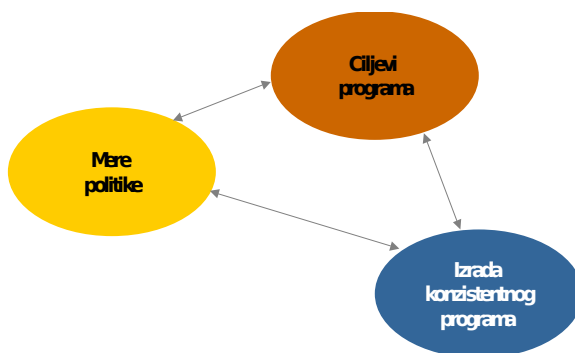 Ciljevi
programa
Mere
politike
Izrada
konzistentnog
programa